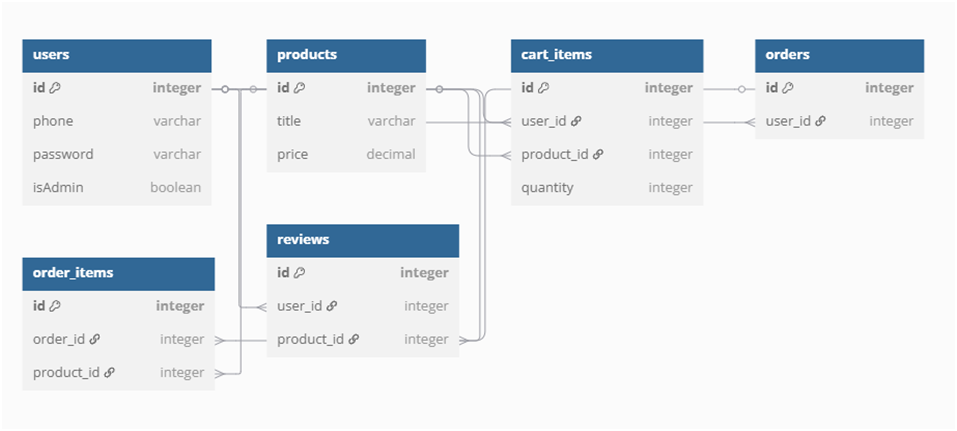 users
id integer
phone varchar
password varchar
isAdmin boolean
products
id integer
title varchar
price decimal
cart_items
id integer
user_id integer
product_id integer
quantity integer
orders
id integer
user_id integer
order_items
id integer
order_id integer
product_id integer
reviews
id integer
user_id integer
product_id integer